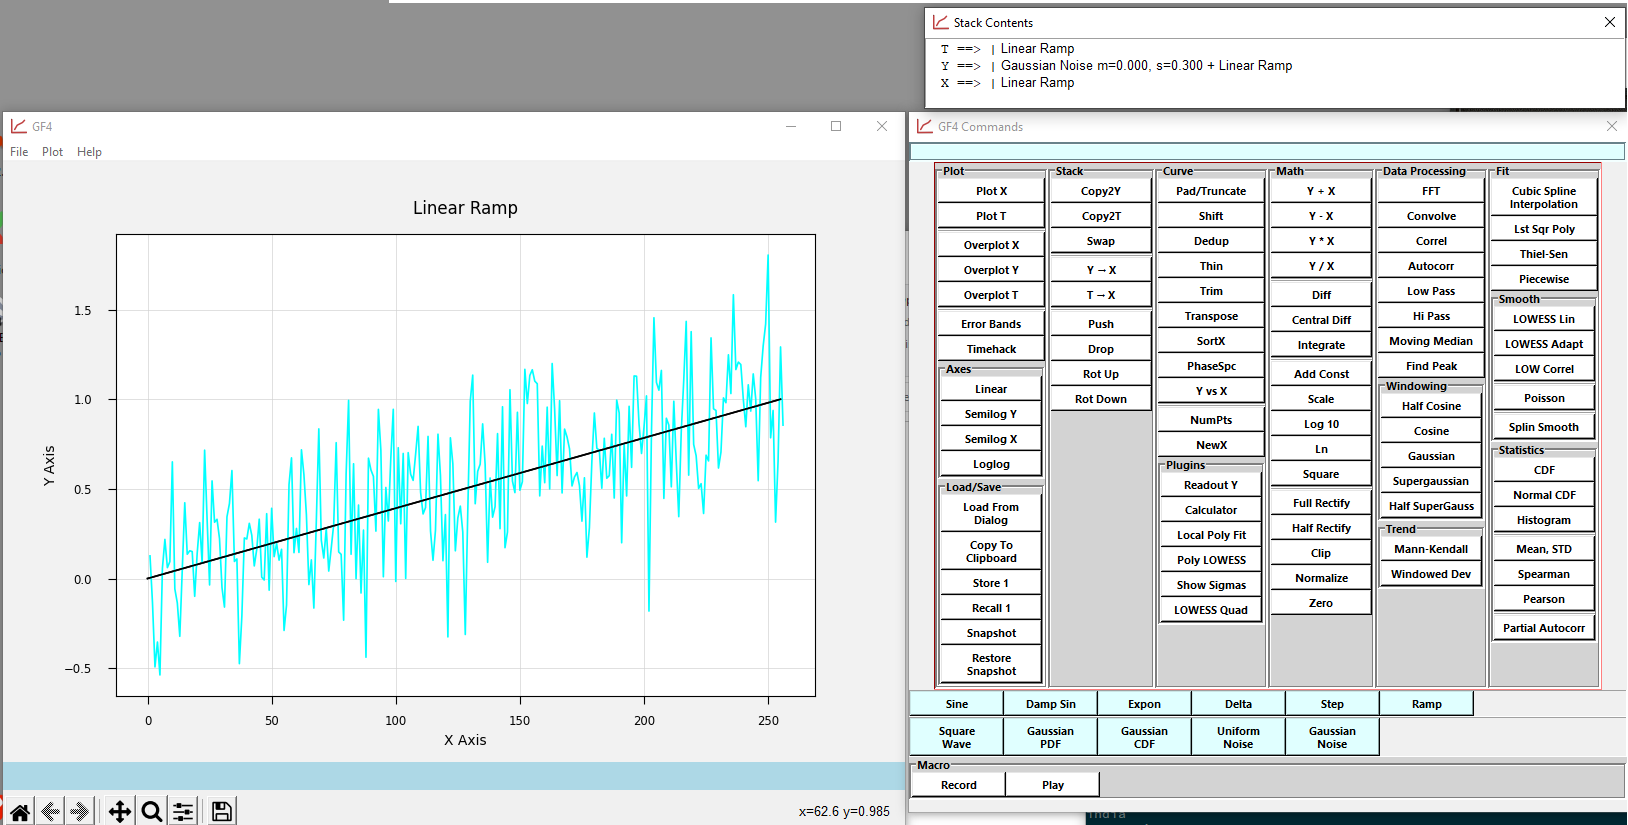 Stack Contents
T ==> | Linear Ramp
Y ==> | Gaussian Noise m=0.000, s=0.300 + Linear Ramp
X ==> | Linear Ramp
GF4
File Plot Help
Linear Ramp
1.5
1.0
0.5
0.0
−0.5
Y Axis
0 50 100 150 200 250
X Axis
x=62.6 y=0.985
GF4 Commands
Plot
Plot X
Plot T
Overplot X
Overplot Y
Overplot T
Error Bands
Timehack
Axes
Linear
Semilog Y
Semilog X
Loglog
Load/Save
Load From
Dialog
Copy To
Clipboard
Store 1
Recall 1
Snapshot
Restore
Snapshot
Stack
Copy2Y
Copy2T
Swap
Y → X
T → X
Push
Drop
Rot Up
Rot Down
Curve
Pad/Truncate
Shift
Dedup
Thin
Trim
Transpose
SortX
PhaseSpc
Y vs X
NumPts
NewX
Plugins
Readout Y
Calculator
Local Poly Fit
Poly LOWESS
Show Sigmas
LOWESS Quad
Math
Y + X
Y - X
Y * X
Y / X
Diff
Central Diff
Integrate
Add Const
Scale
Log 10
Ln
Square
Full Rectify
Half Rectify
Clip
Normalize
Zero
Data Processing
FFT
Convolve
Correl
Autocorr
Low Pass
Hi Pass
Moving Median
Find Peak
Windowing
Half Cosine
Cosine
Gaussian
Supergaussian
Half SuperGauss
Trend
Mann-Kendall
Windowed Dev
Fit
Cubic Spline
Interpolation
Lst Sqr Poly
Thiel-Sen
Piecewise
Smooth
LOWESS Lin
LOWESS Adapt
LOW Correl
Poisson
Splin Smooth
Statistics
CDF
Normal CDF
Histogram
Mean, STD
Spearman
Pearson
Partial Autocorr
Sine
Damp Sin
Expon
Delta
Step
Ramp
Square
Wave
Gaussian
PDF
Gaussian
CDF
Uniform
Noise
Gaussian
Noise
Macro
Record
Play